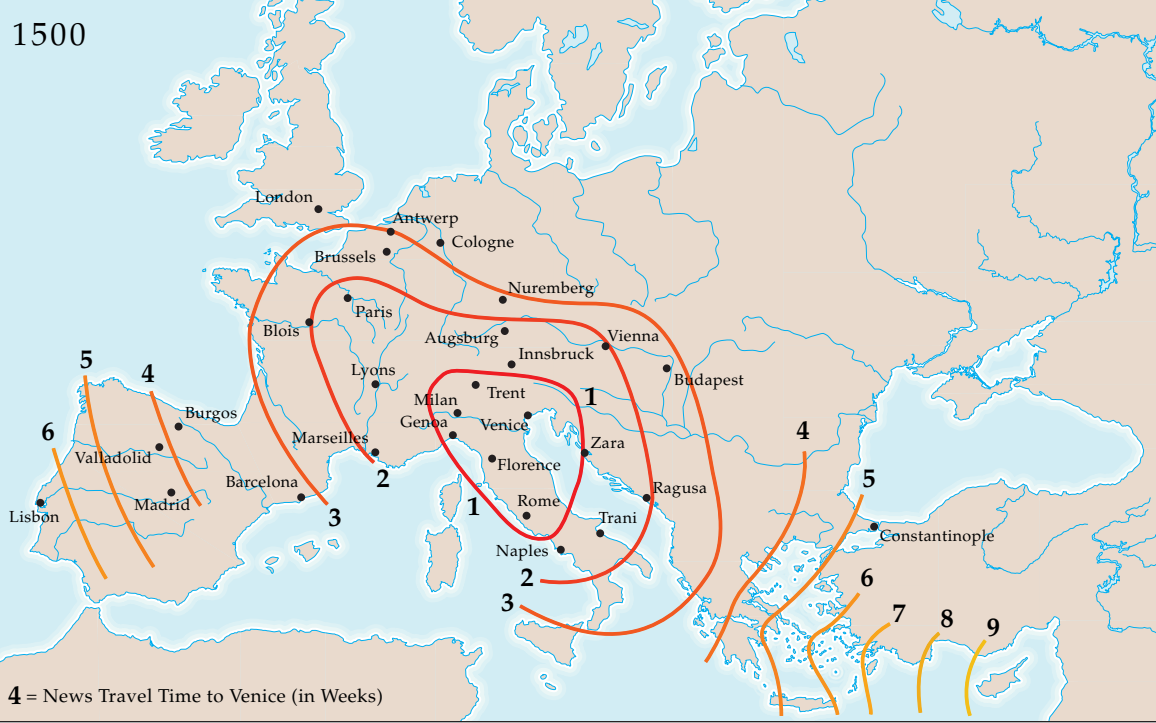 1500
London
Antwerp
Cologne
Brussels
Nuremberg
Paris
Blois
Augsburg
Vienna
Innsbruck
5
4
Lyons
Budapest
Trent
Milan
1
Burgos
Genoa
Venice
6
4
Valladolid
Marseilles
Zara
Florence
2
5
Barcelona
Madrid
Ragusa
Rome
1
Lisbon
3
Trani
Constantinople
Naples
2
6
3
7
8
9
4 = News Travel Time to Venice (in Weeks)